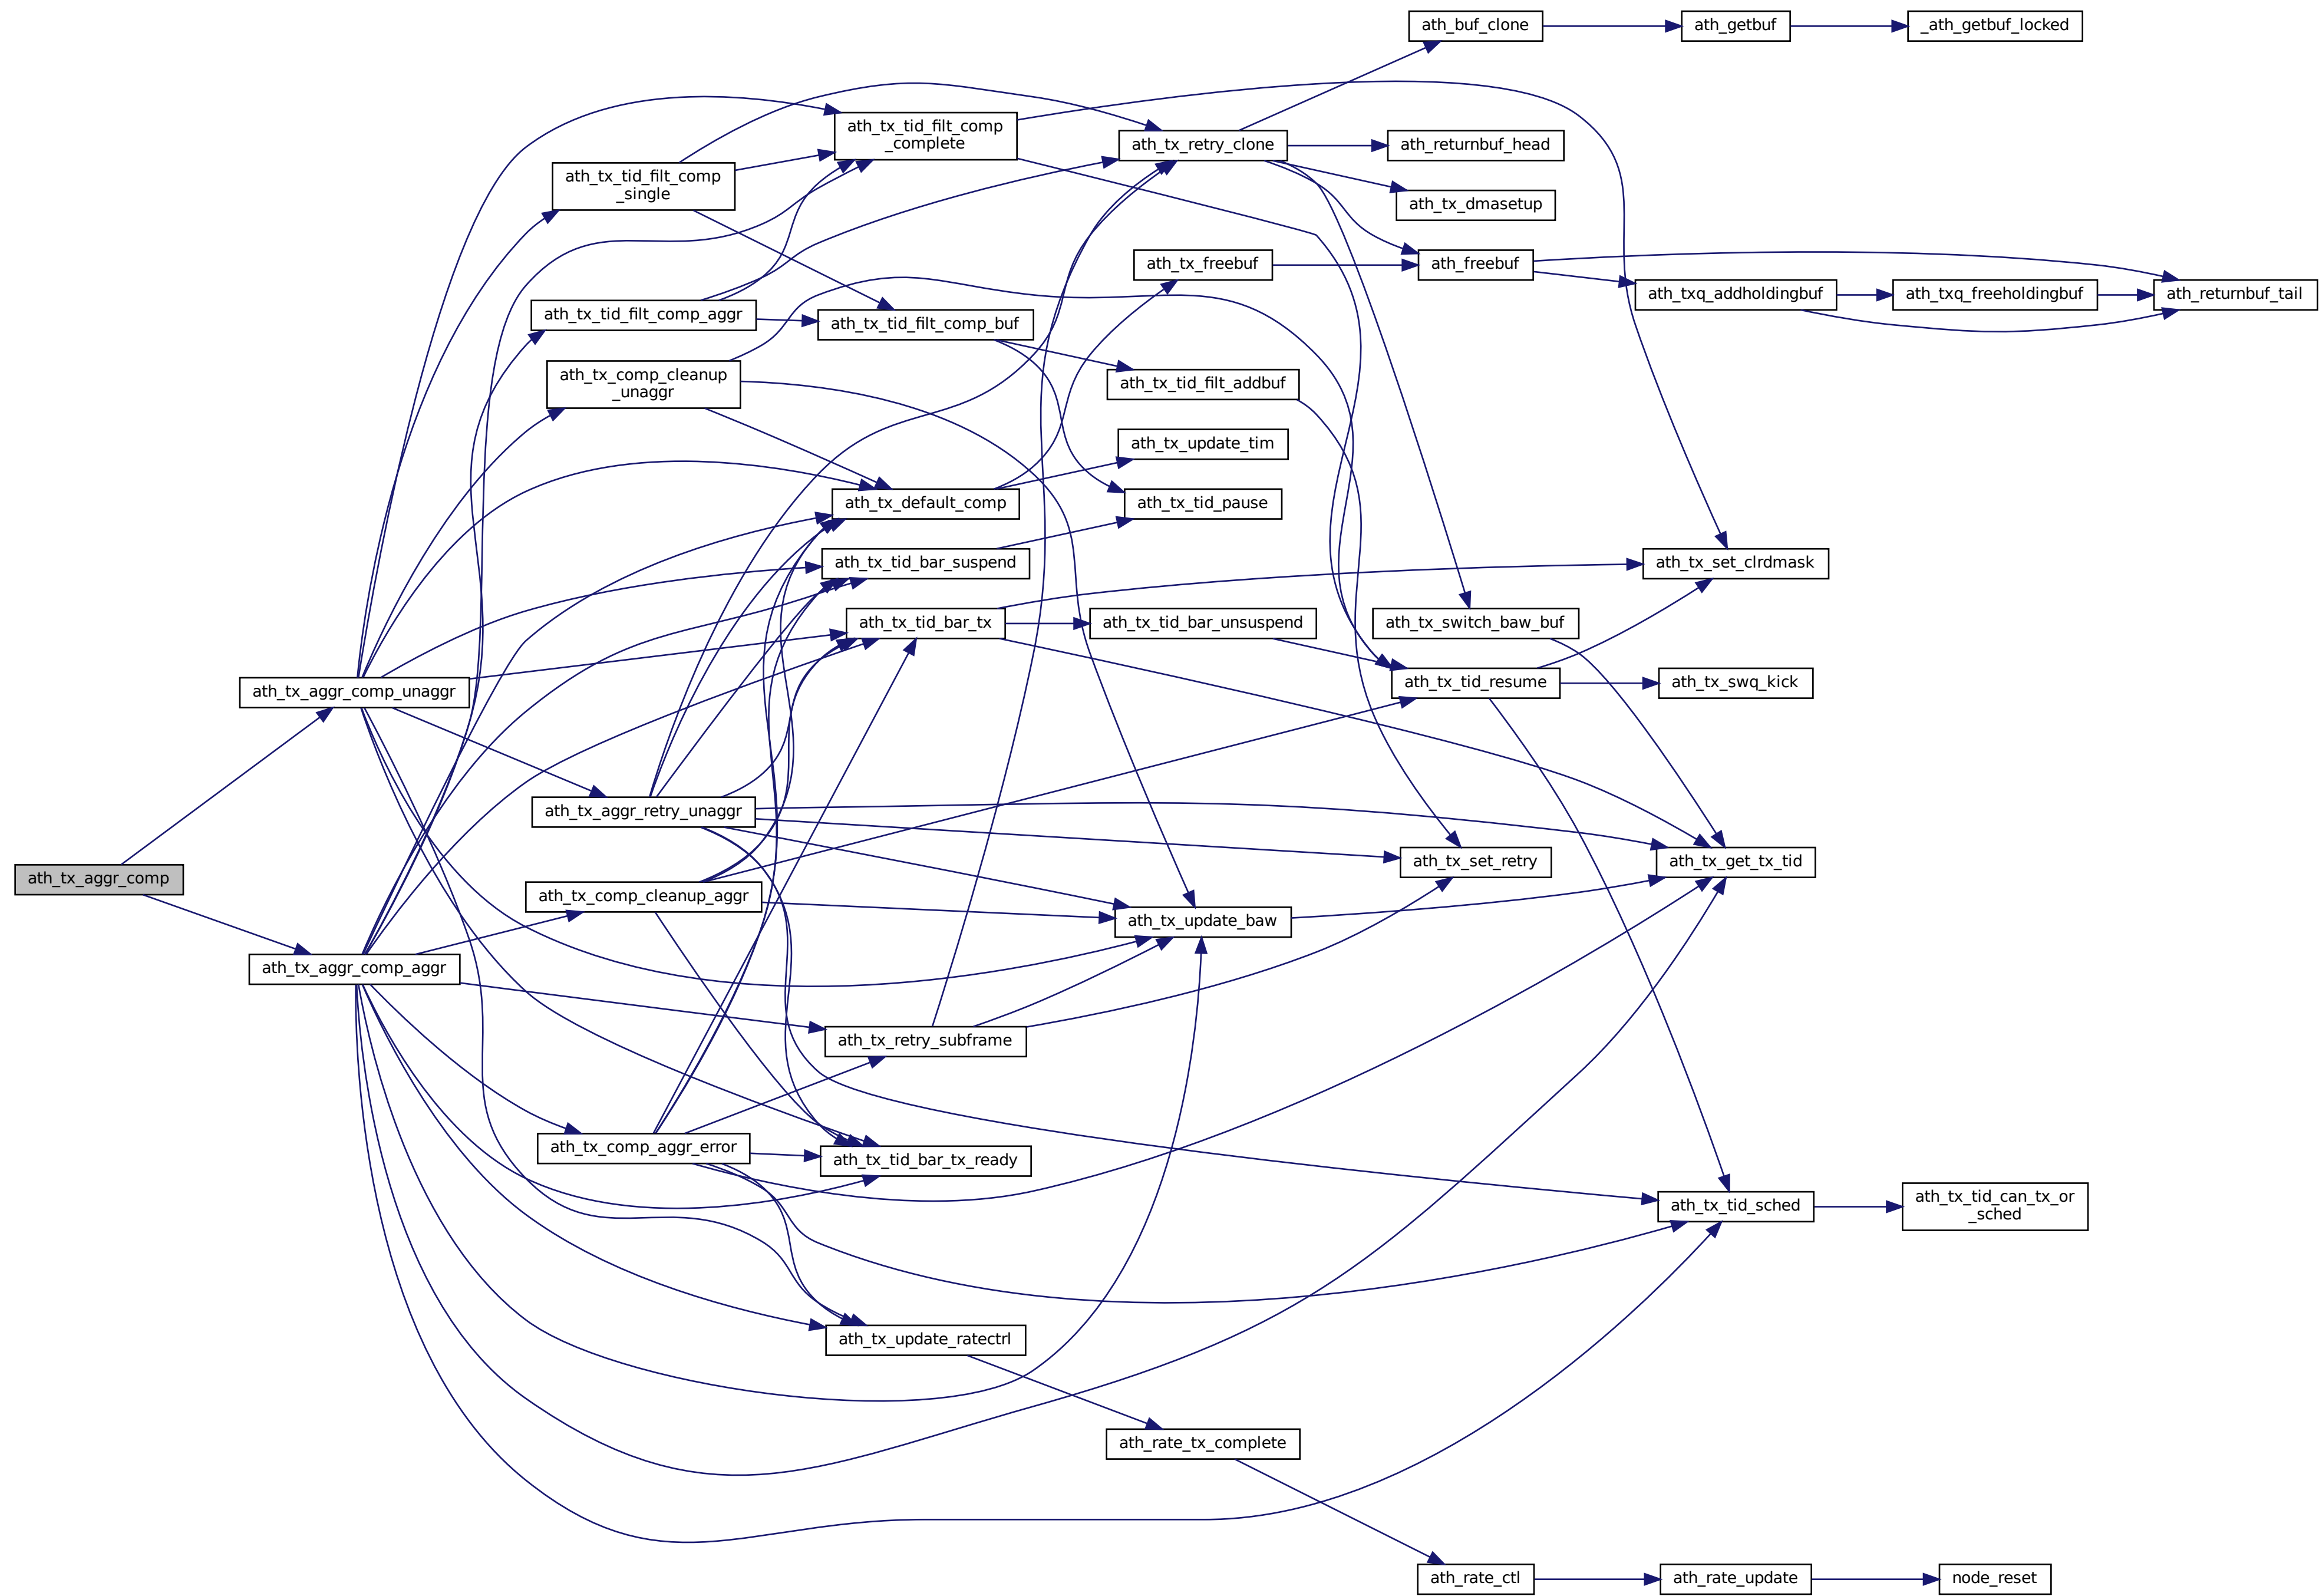 ath_buf_clone
ath_getbuf
_ath_getbuf_locked
ath_tx_tid_filt_comp
_complete
ath_tx_retry_clone
ath_returnbuf_head
ath_tx_tid_filt_comp
_single
ath_tx_dmasetup
ath_tx_freebuf
ath_freebuf
ath_txq_addholdingbuf
ath_txq_freeholdingbuf
ath_returnbuf_tail
ath_tx_tid_filt_comp_aggr
ath_tx_tid_filt_comp_buf
ath_tx_comp_cleanup
_unaggr
ath_tx_tid_filt_addbuf
ath_tx_update_tim
ath_tx_default_comp
ath_tx_tid_pause
ath_tx_tid_bar_suspend
ath_tx_set_clrdmask
ath_tx_tid_bar_tx
ath_tx_tid_bar_unsuspend
ath_tx_switch_baw_buf
ath_tx_aggr_comp_unaggr
ath_tx_tid_resume
ath_tx_swq_kick
ath_tx_aggr_retry_unaggr
ath_tx_set_retry
ath_tx_get_tx_tid
ath_tx_aggr_comp
ath_tx_comp_cleanup_aggr
ath_tx_update_baw
ath_tx_aggr_comp_aggr
ath_tx_retry_subframe
ath_tx_comp_aggr_error
ath_tx_tid_bar_tx_ready
ath_tx_tid_sched
ath_tx_tid_can_tx_or
_sched
ath_tx_update_ratectrl
ath_rate_tx_complete
ath_rate_ctl
ath_rate_update
node_reset